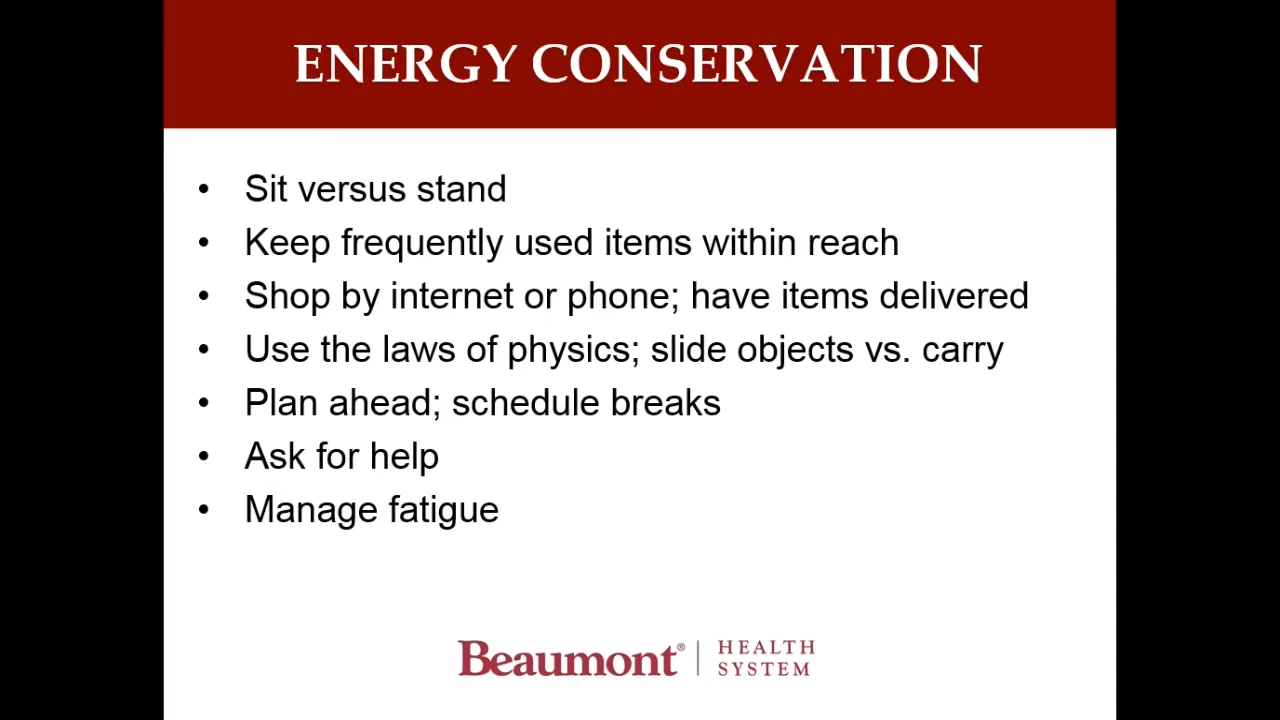 ENERGY CONSERVATION
• Sit versus stand
• Keep frequently used items within reach
• Shop by internet or phone; have items delivered
• Use the laws of physics; slide objects vs. carry
• Plan ahead; schedule breaks
• Ask for help
• Manage fatigue
Beaumont® | HEALTH
SYSTEM